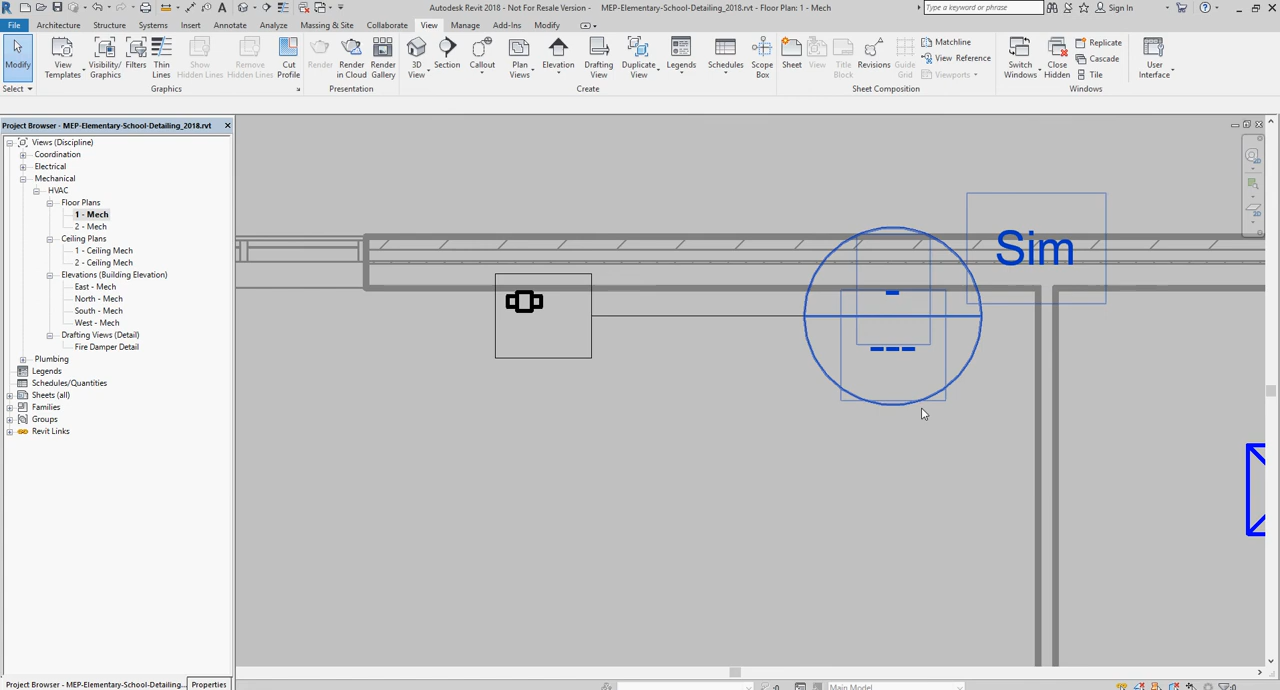 Autodesk Revit 2018 - Not For Resale Version - MEP-Elementary-School-Detailing_2018.rvt - Floor Plan: 1 - Mech
Type a keyword or phrase
Sign In
File Architecture Structure Systems Insert Annotate Analyze Massing & Site Collaborate View Manage Add-Ins Modify
Modify
View Templates
Visibility/ Graphics
Filters
Thin Lines
Show Hidden Lines
Remove Hidden Lines
Cut Profile
Render
Render in Cloud
Render Gallery
3D View
Section
Callout
Plan Views
Elevation
Drafting View
Duplicate View
Legends
Schedules
Scope Box
Sheet
View
Title Block
Revisions
Guide Grid
Matchline
View Reference
Viewports
Switch Windows
Close Hidden
Replicate
Cascade
Tile
User Interface
Select
Graphics
Presentation
Create
Sheet Composition
Windows
Project Browser - MEP-Elementary-School-Detailing_2018.rvt
Views (Discipline)
Coordination
Electrical
Mechanical
HVAC
Floor Plans
1 - Mech
2 - Mech
Ceiling Plans
1 - Ceiling Mech
2 - Ceiling Mech
Elevations (Building Elevation)
East - Mech
North - Mech
South - Mech
West - Mech
Drafting Views (Detail)
Fire Damper Detail
Plumbing
Legends
Schedules/Quantities
Sheets (all)
Families
Groups
Revit Links
Sim
Project Browser - MEP-Elementary-School-Detailing...
Properties
:0
Main Model
:0